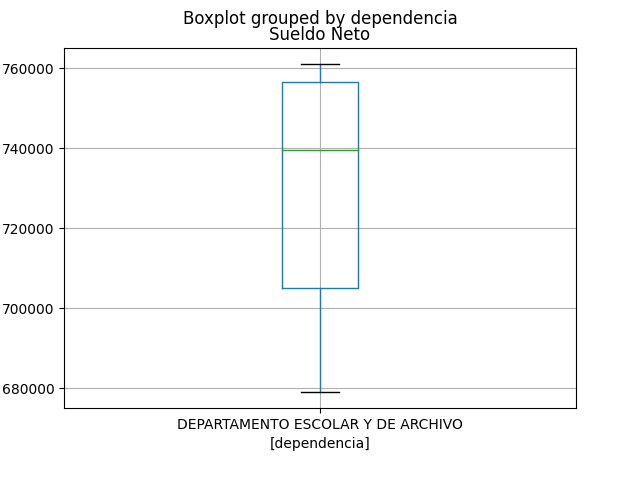 Boxplot grouped by dependencia
Sueldo Neto
760000
740000
720000
700000
680000
DEPARTAMENTO ESCOLAR Y DE ARCHIVO
[dependencia]